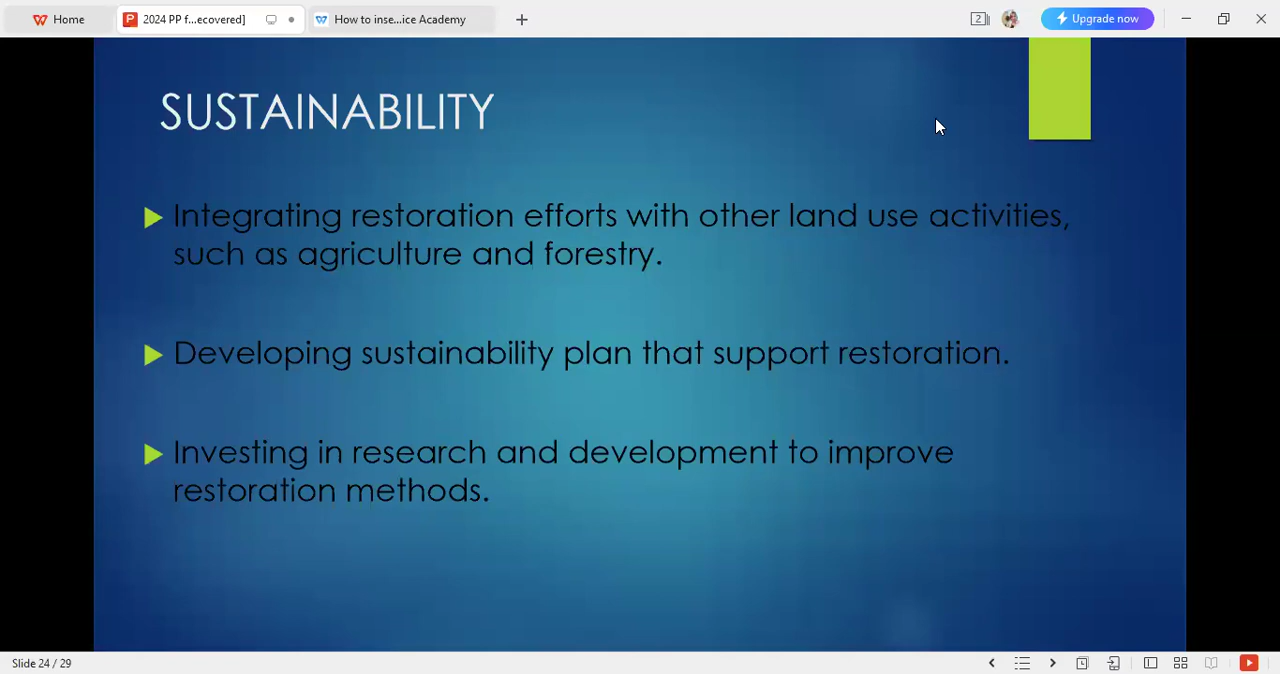 Home
2024 PP f...ecovered]
How to inse...ice Academy
2
Upgrade now
SUSTAINABILITY
Integrating restoration efforts with other land use activities,
such as agriculture and forestry.
Developing sustainability plan that support restoration.
Investing in research and development to improve
restoration methods.
Slide 24 / 29